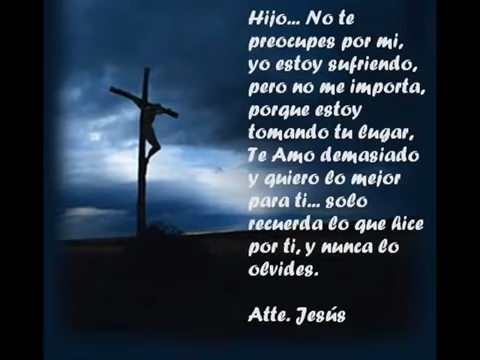 Hijo... No te
preocupes por mi,
yo estoy sufriendo,
pero no me importa,
porque estoy
tomando tu lugar,
Te Amo demasiado
y quiero lo mejor
para ti... solo
recuerda lo que hice
por ti, y nunca lo
olvides.
Atte. Jesús